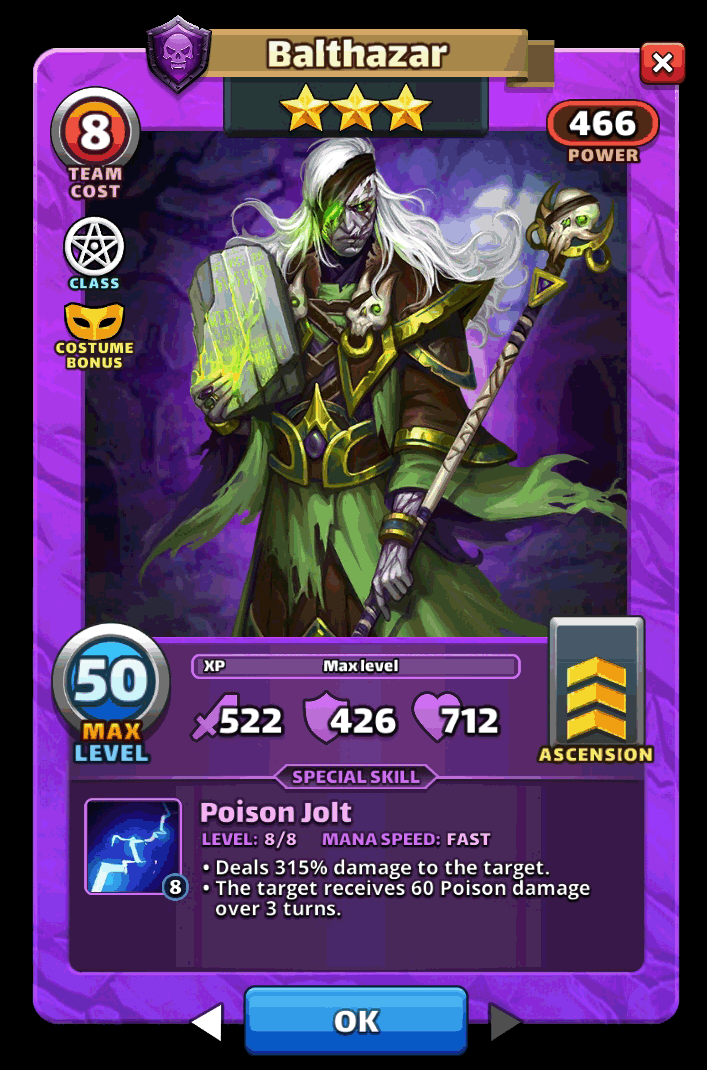 Balthazar
8
TEAM
COST
466
POWER
CLASS
COSTUME
BONUS
50
MAX
LEVEL
XP Max level
522 426 712
ASCENSION
SPECIAL SKILL
Poison Jolt
LEVEL: 8/8 MANA SPEED: FAST
• Deals 315% damage to the target.
• The target receives 60 Poison damage
over 3 turns.
8
OK